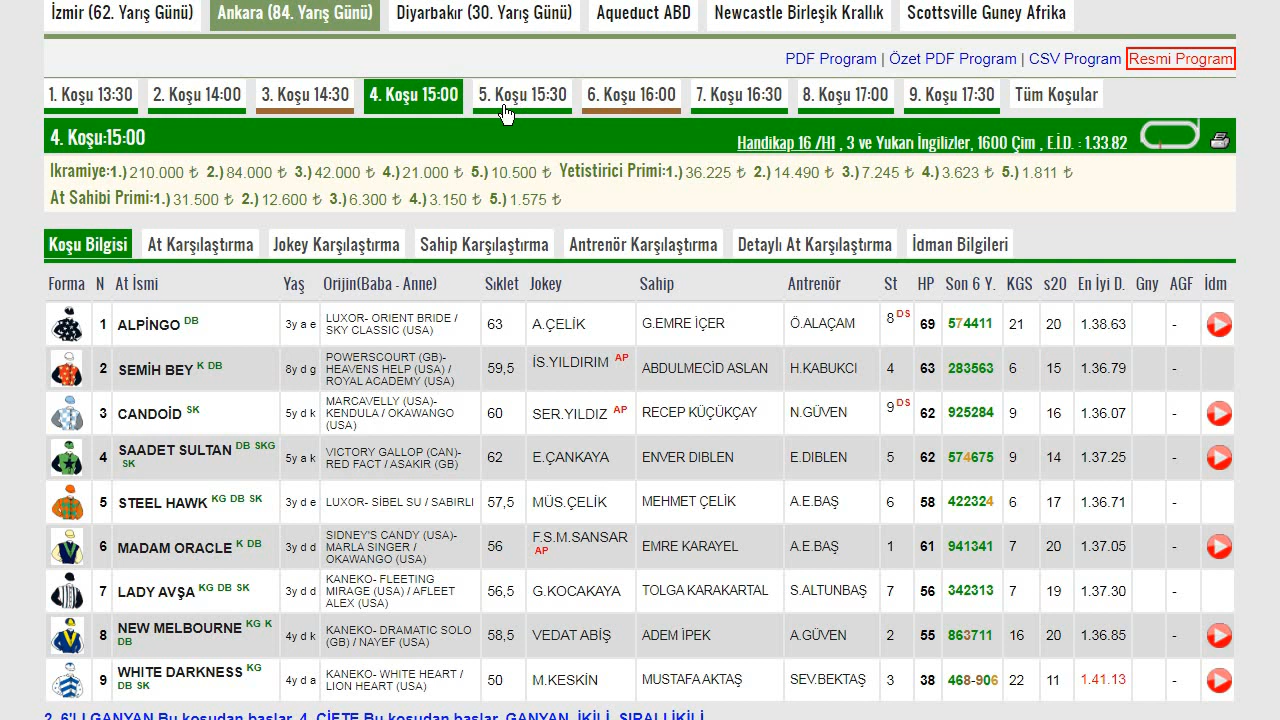 İzmir (62. Yarış Günü) Ankara (84. Yarış Günü) Diyarbakır (30. Yarış Günü) Aqueduct ABD Newcastle Birleşik Krallık Scottsville Guney Afrika
PDF Program | Özet PDF Program | CSV Program Resmi Program
1. Koşu 13:30 2. Koşu 14:00 3. Koşu 14:30 4. Koşu 15:00 5. Koşu 15:30 6. Koşu 16:00 7. Koşu 16:30 8. Koşu 17:00 9. Koşu 17:30 Tüm Koşular
4. Koşu:15:00 Handikap 16 /H1 , 3 ve Yukarı İngilizler, 1600 Çim , E.İ.D. : 1.33.82
Ikramiye:1.) 210.000 ₺ 2.) 84.000 ₺ 3.) 42.000 ₺ 4.) 21.000 ₺ 5.) 10.500 ₺ Yetistirici Primi:1.) 36.225 ₺ 2.) 14.490 ₺ 3.) 7.245 ₺ 4.) 3.623 ₺ 5.) 1.811 ₺
At Sahibi Primi:1.) 31.500 ₺ 2.) 12.600 ₺ 3.) 6.300 ₺ 4.) 3.150 ₺ 5.) 1.575 ₺
Koşu Bilgisi At Karşılaştırma Jokey Karşılaştırma Sahip Karşılaştırma Antrenör Karşılaştırma Detaylı At Karşılaştırma İdman Bilgileri
Forma N At İsmi Yaş Orijin(Baba - Anne) Sıklet Jokey Sahip Antrenör St HP Son 6 Y. KGS s20 En İyi D. Gny AGF İdm
1 ALPİNGO DB 3y a e LUXOR- ORIENT BRIDE / SKY CLASSIC (USA) 63 A.ÇELİK G.EMRE İÇER Ö.ALAÇAM 8 DS 69 574411 21 20 1.38.63 -
2 SEMİH BEY K DB 8y d g POWERSCOURT (GB)- HEAVENS HELP (USA) / ROYAL ACADEMY (USA) 59,5 İS.YILDIRIM AP ABDULMECİD ASLAN H.KABUKCI 4 63 283563 6 15 1.36.79 -
3 CANDOİD SK 5y d k MARCAVELLY (USA)- KENDULA / OKAWANGO (USA) 60 SER.YILDIZ AP RECEP KÜÇÜKÇAY N.GÜVEN 9 DS 62 925284 9 16 1.36.07 -
4 SAADET SULTAN DB SKG SK 5y a k VICTORY GALLOP (CAN)- RED FACT / ASAKIR (GB) 62 E.ÇANKAYA ENVER DIBLEN E.DIBLEN 5 62 574675 9 14 1.37.25 -
5 STEEL HAWK KG DB SK 3y d e LUXOR- SİBEL SU / SABIRLI 57,5 MÜS.ÇELİK MEHMET ÇELİK A.E.BAŞ 6 58 422324 6 17 1.36.71 -
6 MADAM ORACLE K DB 3y d d SIDNEY'S CANDY (USA)- MARLA SINGER / OKAWANGO (USA) 56 F.S.M.SANSAR AP EMRE KARAYEL A.E.BAŞ 1 61 941341 7 20 1.37.05 -
7 LADY AVŞA KG DB SK 3y d d KANEKO- FLEETING MIRAGE (USA) / AFLEET ALEX (USA) 56,5 G.KOCAKAYA TOLGA KARAKARTAL S.ALTUNBAŞ 7 56 342313 7 19 1.37.30 -
8 NEW MELBOURNE KG K DB 4y d k KANEKO- DRAMATIC SOLO (GB) / NAYEF (USA) 58,5 VEDAT ABİŞ ADEM İPEK A.GÜVEN 2 55 863711 16 20 1.36.85 -
9 WHITE DARKNESS KG DB SK 4y d a KANEKO- WHITE HEART / LION HEART (USA) 50 M.KESKİN MUSTAFA AKTAŞ SEV.BEKTAŞ 3 38 468-906 22 11 1.41.13 -
2. 6'LI GANYAN Bu koşudan başlar. 4. ÇİFTE Bu koşudan başlar. GANYAN, İKİLİ, SIRALI İKİLİ